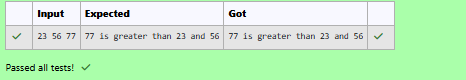 Input Expected Got
23 56 77 77 is greater than 23 and 56 77 is greater than 23 and 56
Passed all tests!